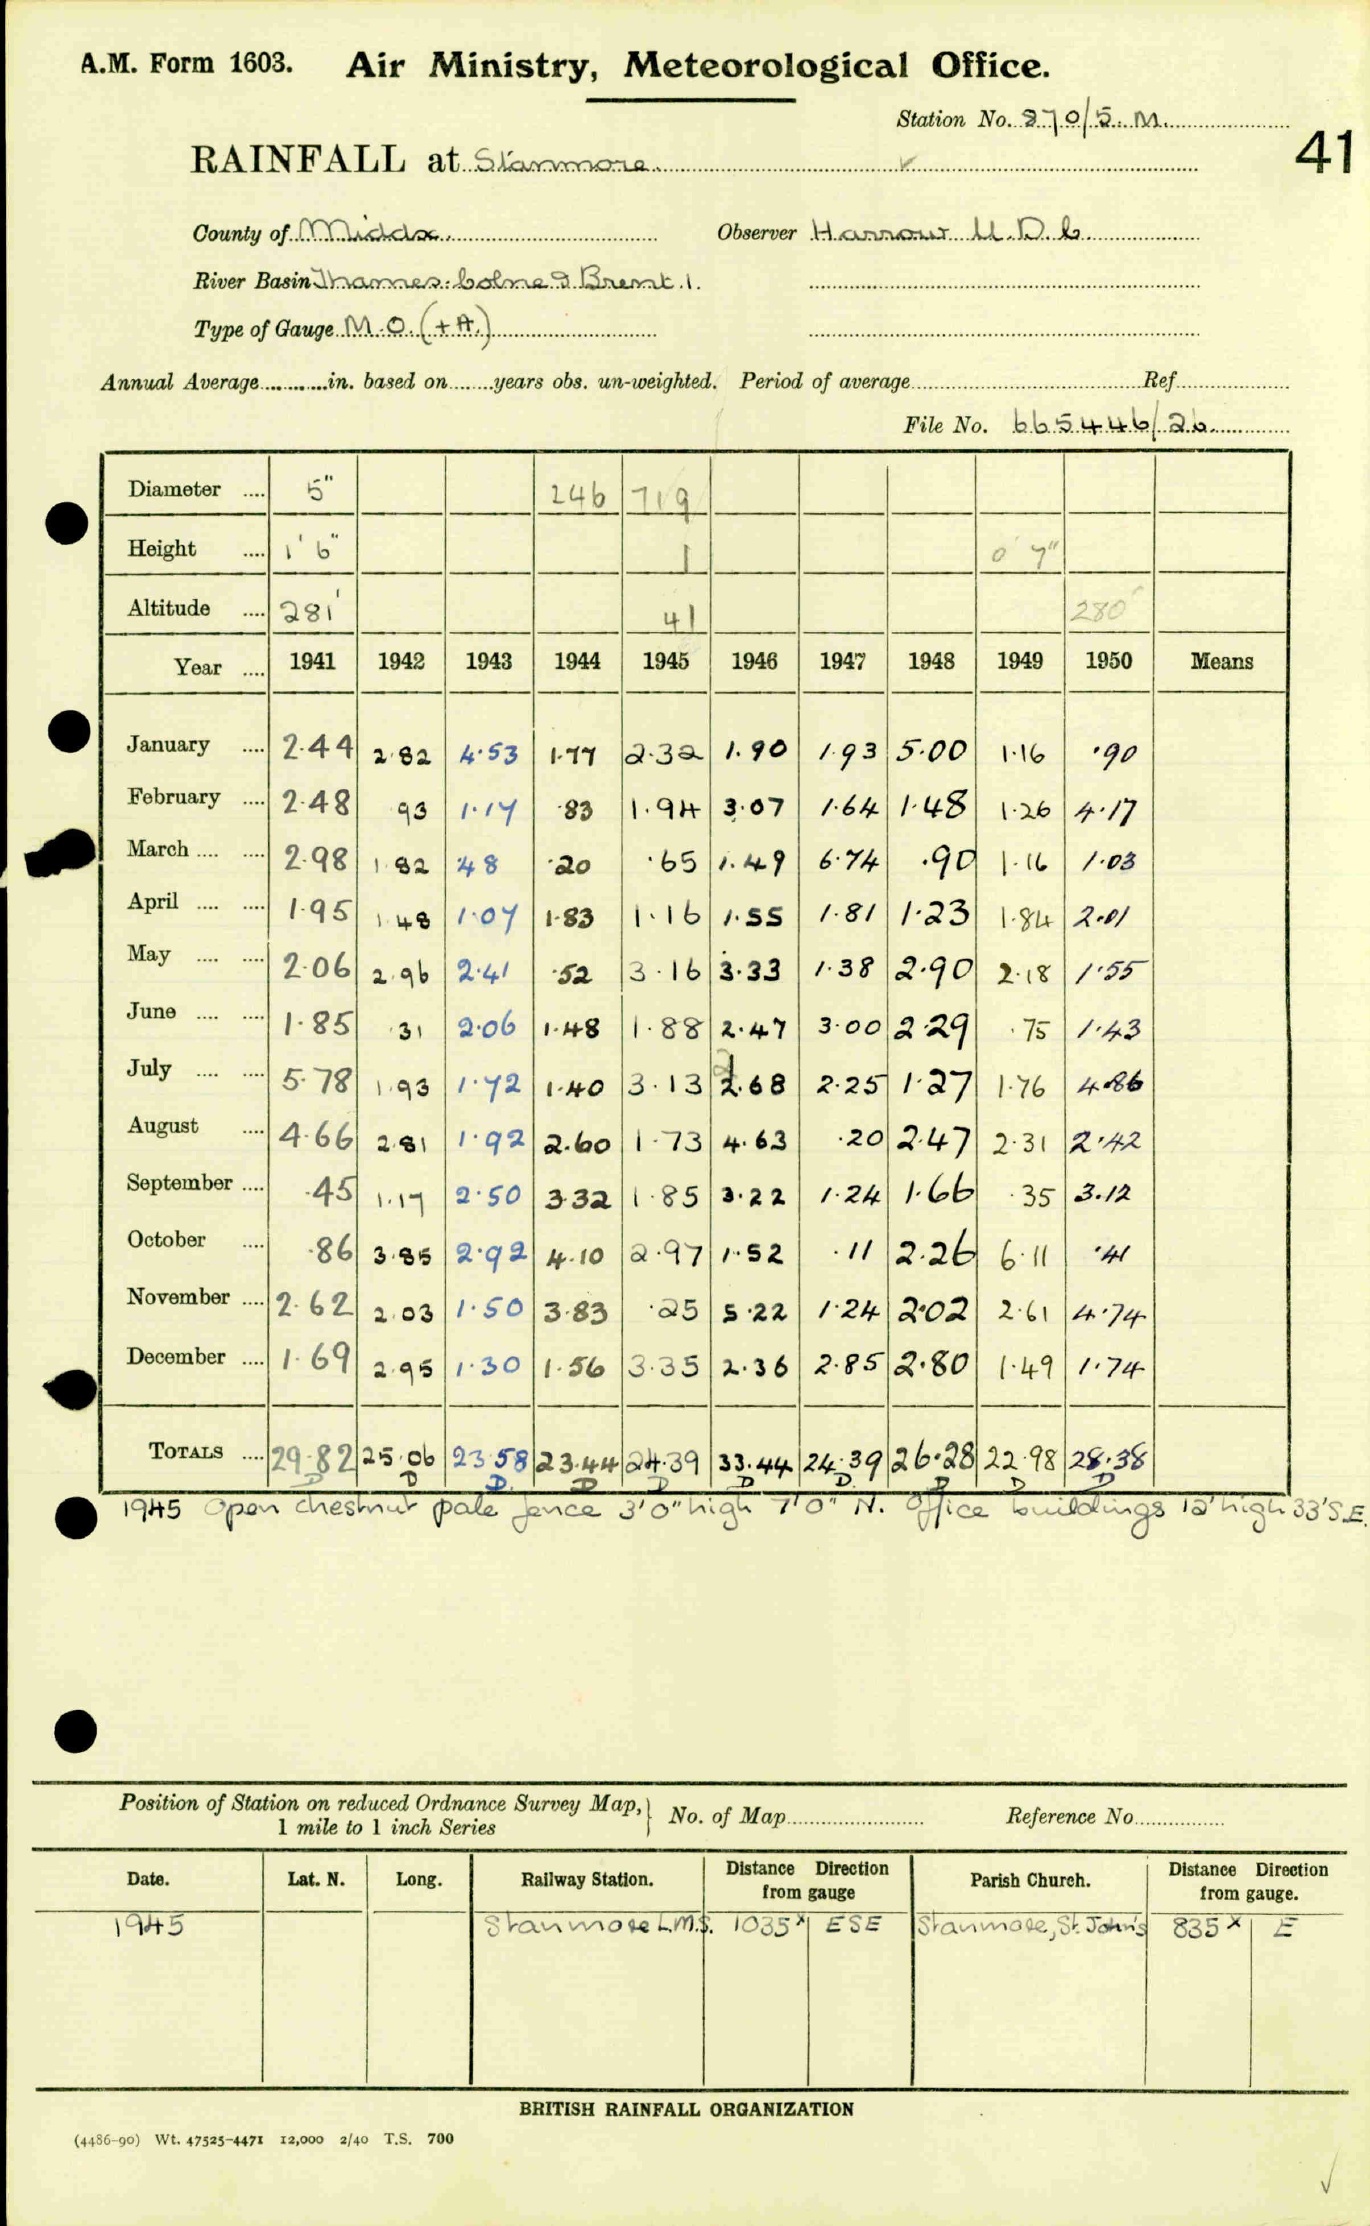 A.M. Form 1603. Air Ministry, Meteorological Office.
Station No. 370/5. M.
41
RAINFALL at Stanmore
County of Middx. Observer Harrow U.D.C.
River Basin Thames: Colne & Brent 1.
Type of Gauge M.O. (+A.)
Annual Average............in. based on........years obs. un-weighted. Period of average Ref
File No. 665446/26
Diameter .... 5" 246 719
Height .... 1' 6" 1 0' 7"
Altitude .... 281' 41 280'
Year .... 1941 1942 1943 1944 1945 1946 1947 1948 1949 1950 Means
January .... 2.44 2.82 4.53 1.77 2.32 1.90 1.93 5.00 1.16 .90
February .... 2.48 93 1.17 .83 1.94 3.07 1.64 1.48 1.26 4.17
March .... .... 2.98 1.82 48 .20 .65 1.49 6.74 .90 1.16 1.03
April .... .... 1.95 1.48 1.07 1.83 1.16 1.55 1.81 1.23 1.84 2.01
May .... .... 2.06 2.96 2.41 .52 3.16 3.33 1.38 2.90 2.18 1.55
June .... .... 1.85 31 2.06 1.48 1.88 2.47 3.00 2.29 .75 1.43
July .... .... 5.78 1.93 1.72 1.40 3.13 2.68 2.25 1.27 1.76 4.86
August .... 4.66 2.81 1.92 2.60 1.73 4.63 .20 2.47 2.31 2.42
September .... .45 1.17 2.50 3.32 1.85 3.22 1.24 1.66 .35 3.12
October .... .86 3.85 2.92 4.10 2.97 1.52 .11 2.26 6.11 .41
November .... 2.62 2.03 1.50 3.83 .25 5.22 1.24 2.02 2.61 4.74
December .... 1.69 2.95 1.30 1.56 3.35 2.36 2.85 2.80 1.49 1.74
TOTALS .... 29.82 25.06 23.58 23.44 24.39 33.44 24.39 26.28 22.98 28.38
D D D. D D D D. D D D
1945 Open chestnut pale fence 3'0" high 7'0" N. Office buildings 12' high 33' S.E.
Position of Station on reduced Ordnance Survey Map, 1 mile to 1 inch Series } No. of Map Reference No.
Date. Lat. N. Long. Railway Station. Distance Direction from gauge Parish Church. Distance Direction from gauge.
1945 Stanmore L.M.S. 1035x ESE Stanmore, St. John's 835x E
BRITISH RAINFALL ORGANIZATION
(4486-90) Wt. 47525-4471 12,000 2/40 T.S. 700